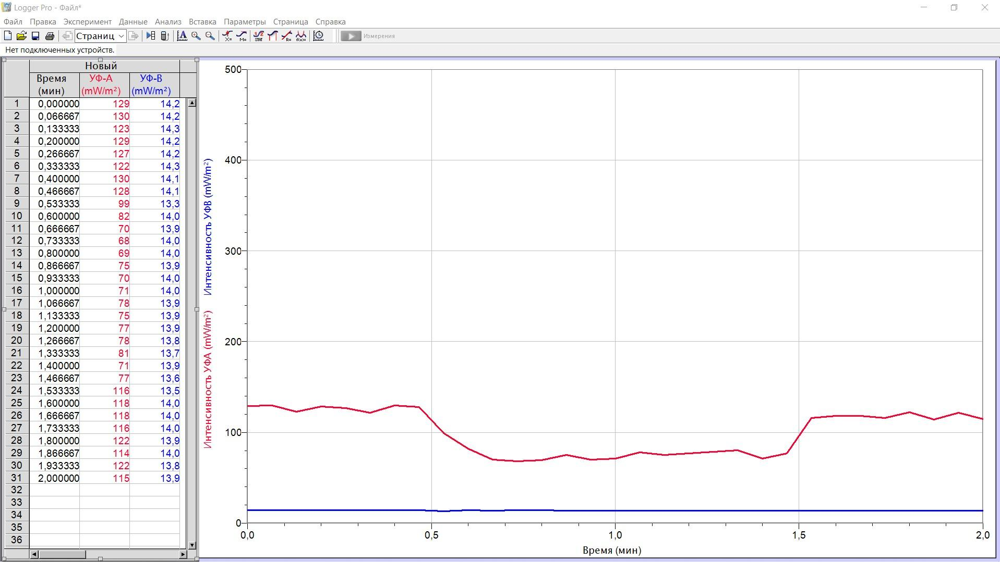 Logger Pro - Файл*
Файл Правка Эксперимент Данные Анализ Вставка Параметры Страница Справка
Страниц
Измерения
Нет подключенных устройств.
Новый
Время (мин) УФ-А (mW/m²) УФ-В (mW/m²)
1 0,000000 129 14,2
2 0,066667 130 14,2
3 0,133333 123 14,3
4 0,200000 129 14,2
5 0,266667 127 14,2
6 0,333333 122 14,3
7 0,400000 130 14,1
8 0,466667 128 14,1
9 0,533333 99 13,3
10 0,600000 82 14,0
11 0,666667 70 13,9
12 0,733333 68 14,0
13 0,800000 69 14,0
14 0,866667 75 13,9
15 0,933333 70 14,0
16 1,000000 71 14,0
17 1,066667 78 13,9
18 1,133333 75 13,9
19 1,200000 77 13,9
20 1,266667 78 13,8
21 1,333333 81 13,7
22 1,400000 71 13,9
23 1,466667 77 13,6
24 1,533333 116 13,5
25 1,600000 118 14,0
26 1,666667 118 14,0
27 1,733333 116 14,0
28 1,800000 122 13,9
29 1,866667 114 14,0
30 1,933333 122 13,8
31 2,000000 115 13,9
32
33
34
35
36
Интенсивность УФВ (mW/m²)
Интенсивность УФА (mW/m²)
500
400
300
200
100
0
0,0 0,5 1,0 1,5 2,0
Время (мин)